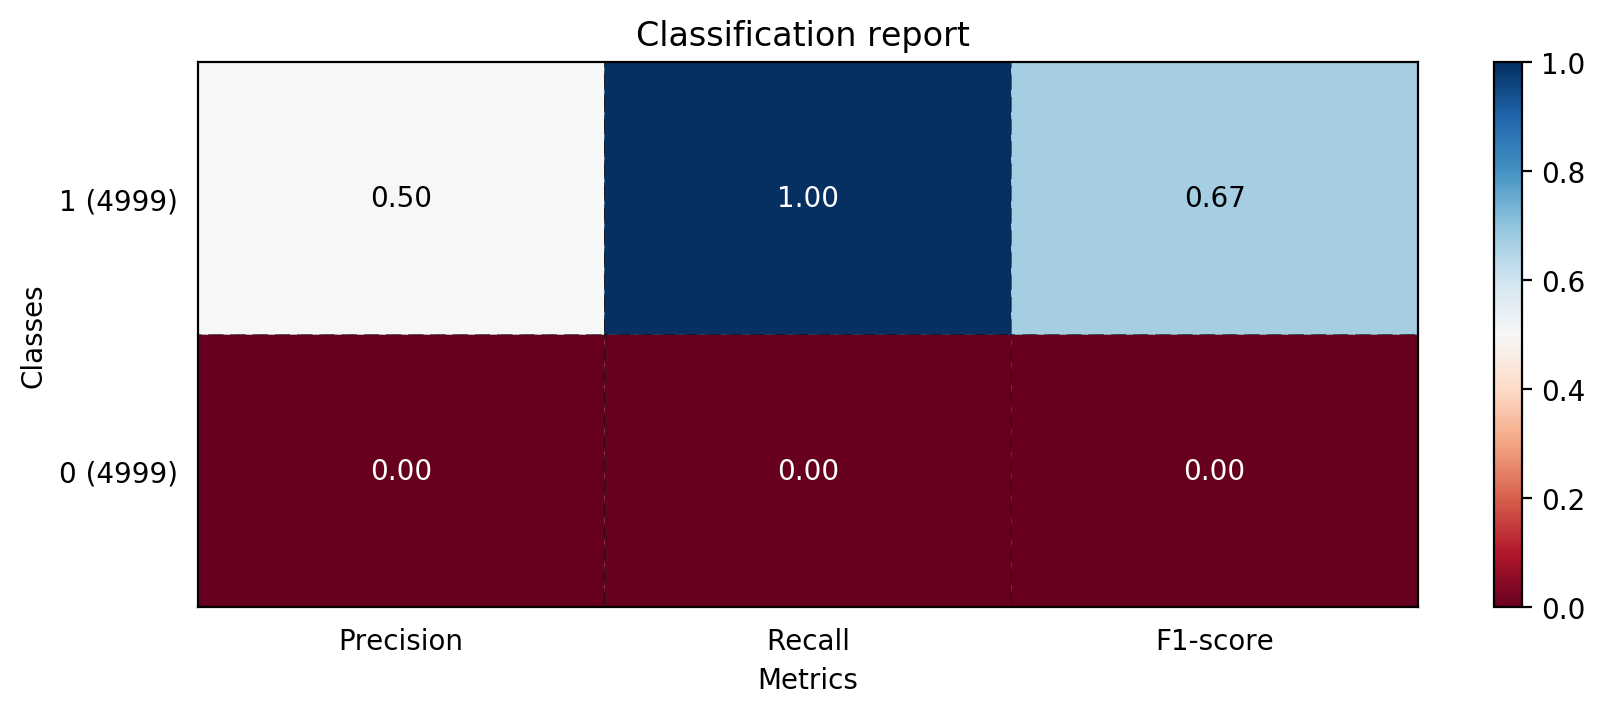 Classification report
1.0
0.8
0.6
0.4
0.2
0.0
Classes
1 (4999)
0.50 1.00 0.67
0 (4999)
0.00 0.00 0.00
Precision Recall F1-score
Metrics